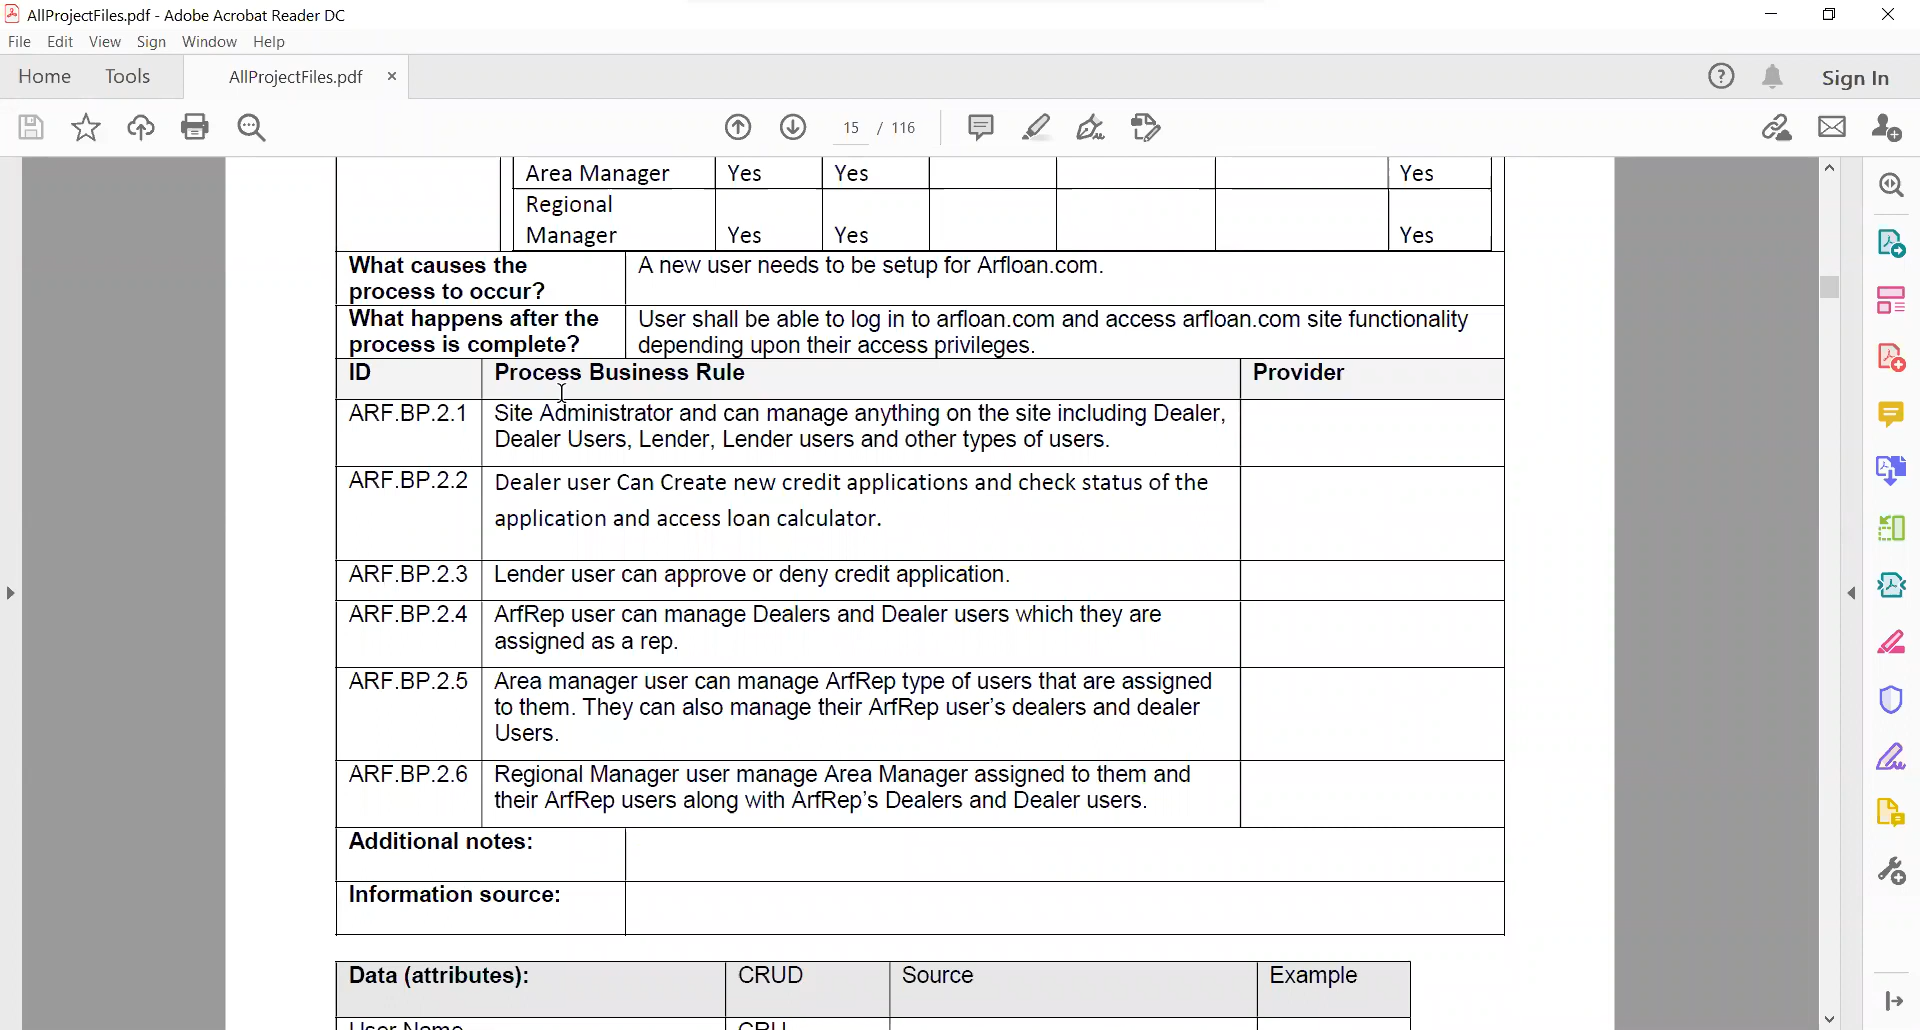 AllProjectFiles.pdf - Adobe Acrobat Reader DC
File Edit View Sign Window Help
Home Tools AllProjectFiles.pdf × Sign In
15 / 116
Area Manager Yes Yes Yes
Regional
Manager Yes Yes Yes
What causes the
process to occur?
A new user needs to be setup for Arfloan.com.
What happens after the
process is complete?
User shall be able to log in to arfloan.com and access arfloan.com site functionality
depending upon their access privileges.
ID Process Business Rule Provider
ARF.BP.2.1 Site Administrator and can manage anything on the site including Dealer,
Dealer Users, Lender, Lender users and other types of users.
ARF.BP.2.2 Dealer user Can Create new credit applications and check status of the
application and access loan calculator.
ARF.BP.2.3 Lender user can approve or deny credit application.
ARF.BP.2.4 ArfRep user can manage Dealers and Dealer users which they are
assigned as a rep.
ARF.BP.2.5 Area manager user can manage ArfRep type of users that are assigned
to them. They can also manage their ArfRep user's dealers and dealer
Users.
ARF.BP.2.6 Regional Manager user manage Area Manager assigned to them and
their ArfRep users along with ArfRep's Dealers and Dealer users.
Additional notes:
Information source:
Data (attributes): CRUD Source Example
User Name CRU